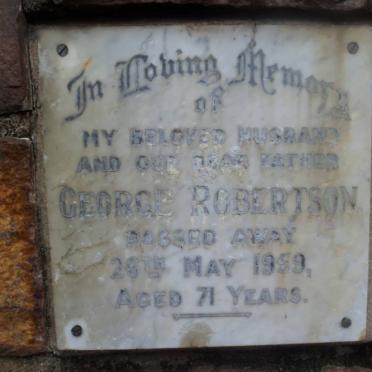 In Loving Memory
of
MY BELOVED HUSBAND
AND OUR DEAR FATHER
GEORGE ROBERTSON
PASSED AWAY
26TH MAY 1959,
AGED 71 YEARS.